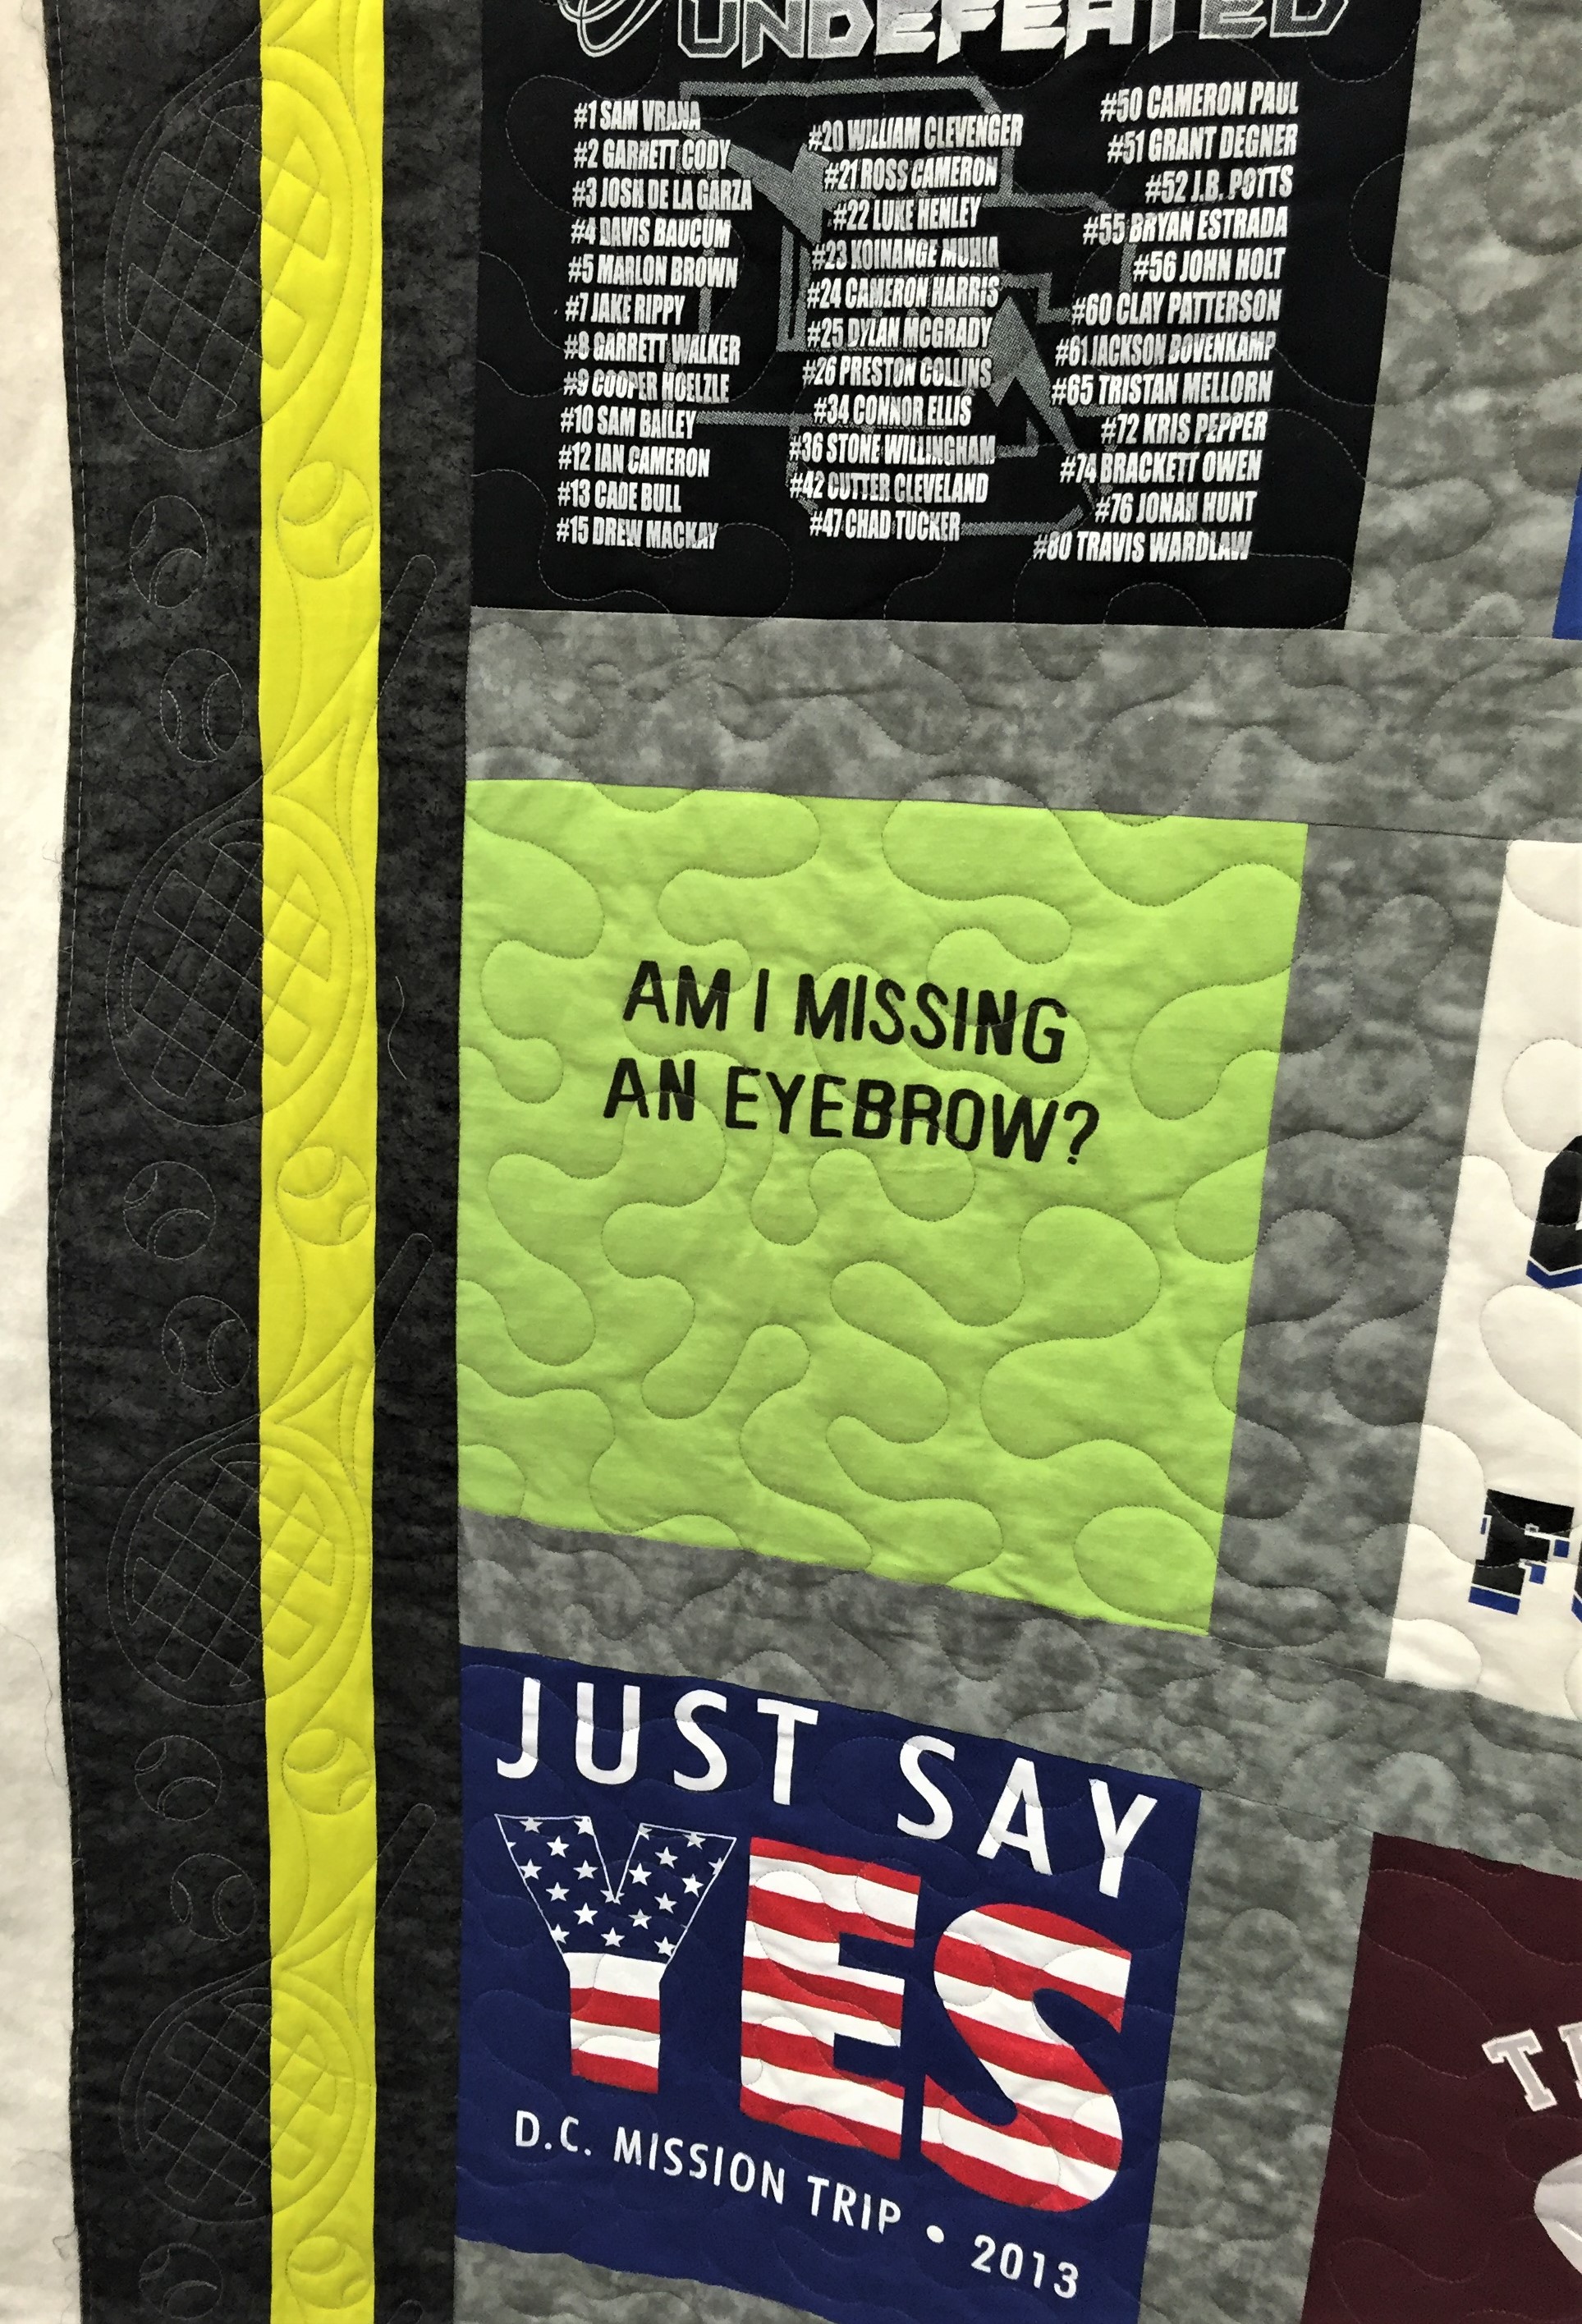 UNDEFEATED
#1 SAM VRANA
#2 GARRETT CODY
#3 JOSH DE LA GARZA
#4 DAVIS BAUCUM
#5 MARLON BROWN
#7 JAKE RIPPY
#8 GARRETT WALKER
#9 COOPER HOELZLE
#10 SAM BAILEY
#12 IAN CAMERON
#13 CADE BULL
#15 DREW MACKAY
#20 WILLIAM CLEVENGER
#21 ROSS CAMERON
#22 LUKE HENLEY
#23 KOINANGE MUHIA
#24 CAMERON HARRIS
#25 DYLAN MCGRADY
#26 PRESTON COLLINS
#34 CONNOR ELLIS
#36 STONE WILLINGHAM
#42 CUTTER CLEVELAND
#47 CHAD TUCKER
#50 CAMERON PAUL
#51 GRANT DEGNER
#52 J.B. POTTS
#55 BRYAN ESTRADA
#56 JOHN HOLT
#60 CLAY PATTERSON
#61 JACKSON BOVENKAMP
#65 TRISTAN MELLORN
#72 KRIS PEPPER
#74 BRACKETT OWEN
#76 JONAH HUNT
#80 TRAVIS WARDLAW
AM I MISSING
AN EYEBROW?
JUST SAY
YES
D.C. MISSION TRIP • 2013